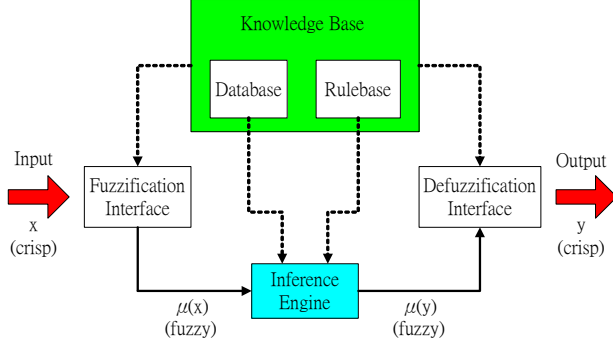 Knowledge Base
Database
Rulebase
Input
x
(crisp)
Fuzzification
Interface
Defuzzification
Interface
Output
y
(crisp)
Inference
Engine
μ(x)
(fuzzy)
μ(y)
(fuzzy)